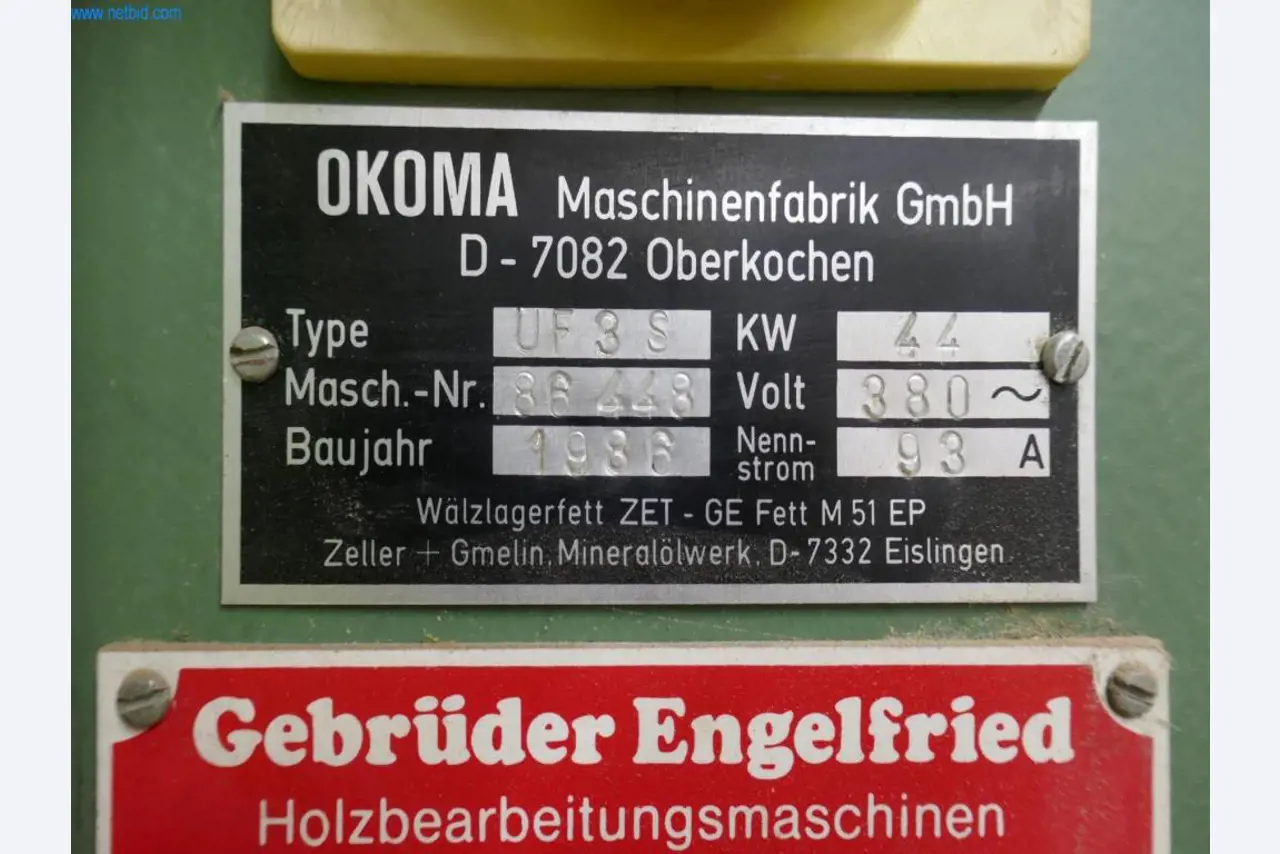 www.netbid.com
OKOMA Maschinenfabrik GmbH
D - 7082 Oberkochen
Type UF3S KW 44
Masch.-Nr. 86 448 Volt 380 ~
Baujahr 1986 Nenn-strom 93 A
Wälzlagerfett ZET - GE Fett M 51 EP
Zeller + Gmelin, Mineralölwerk, D-7332 Eislingen
Gebrüder Engelfried
Holzbearbeitungsmaschinen